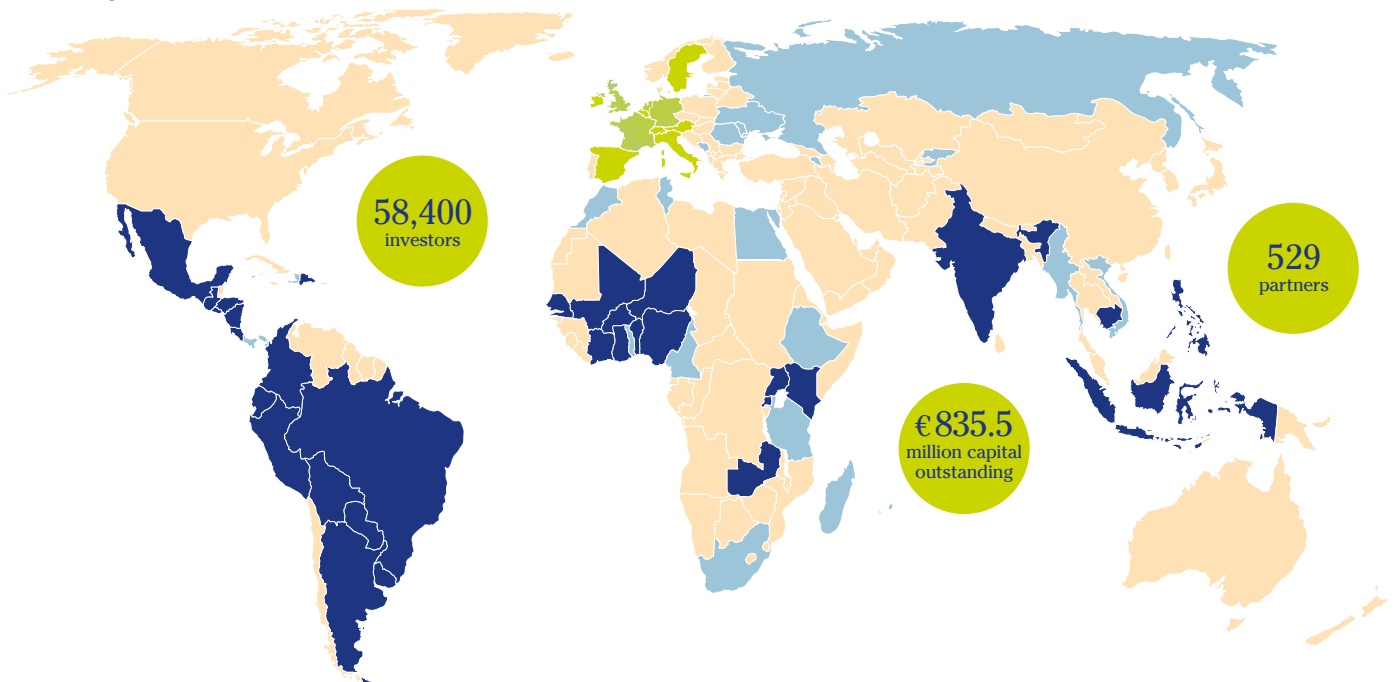 58,400
investors
529
partners
€ 835.5
million capital
outstanding